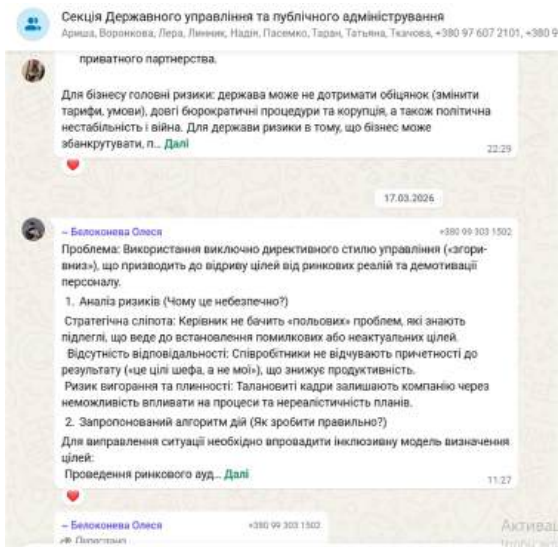 Секція Державного управління та публічного адміністрування
Ариша, Воронкова, Лера, Линник, Надія, Пасемко, Таран, Татьяна, Ткачова, +380 97 607 2101, +380 9
приватного партнерства.
Для бізнесу головні ризики: держава може не дотримати обіцянок (змінити
тарифи, умови), довгі бюрократичні процедури та корупція, а також політична
нестабільність і війна. Для держави ризики в тому, що бізнес може
збанкрутувати, п... Далі
22:29
17.03.2026
~ Белоконева Олеся +380 99 303 1502
Проблема: Використання виключно директивного стилю управління («згори-
вниз»), що призводить до відриву цілей від ринкових реалій та демотивації
персоналу.
1. Аналіз ризиків (Чому це небезпечно?)
Стратегічна сліпота: Керівник не бачить «польових» проблем, які знають
підлеглі, що веде до встановлення помилкових або неактуальних цілей.
Відсутність відповідальності: Співробітники не відчувають причетності до
результату («це цілі шефа, а не мої»), що знижує продуктивність.
Ризик вигорання та плинності: Талановиті кадри залишають компанію через
неможливість впливати на процеси та нереалістичність планів.
2. Запропонований алгоритм дій (Як зробити правильно?)
Для виправлення ситуації необхідно впровадити інклюзивну модель визначення
цілей:
Проведення ринкового ауд... Далі
11:27
~ Белоконева Олеся +380 99 303 1502
Переслано